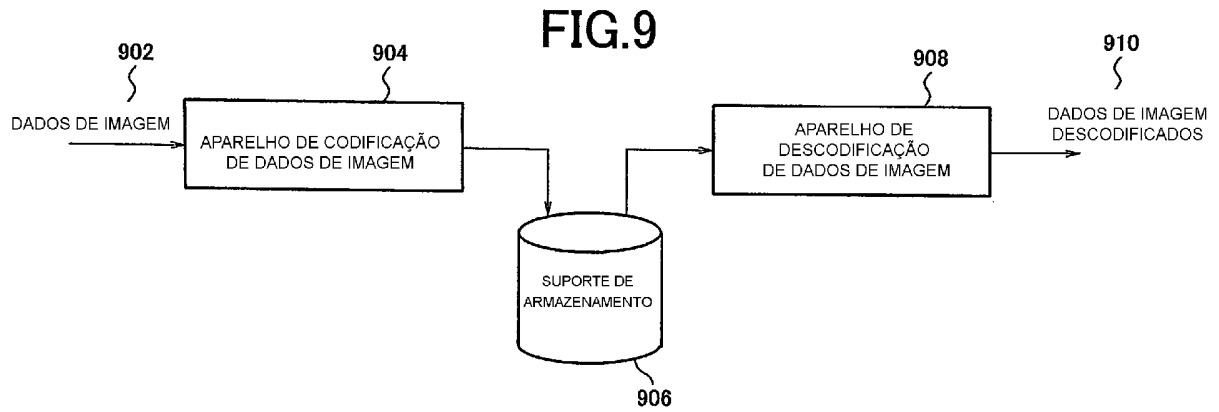 FIG.9
902
904
908
910
DADOS DE IMAGEM
APARELHO DE CODIFICAÇÃO
DE DADOS DE IMAGEM
APARELHO DE
DESCODIFICAÇÃO
DE DADOS DE IMAGEM
DADOS DE IMAGEM
DESCODIFICADOS
SUPORTE DE
ARMAZENAMENTO
906